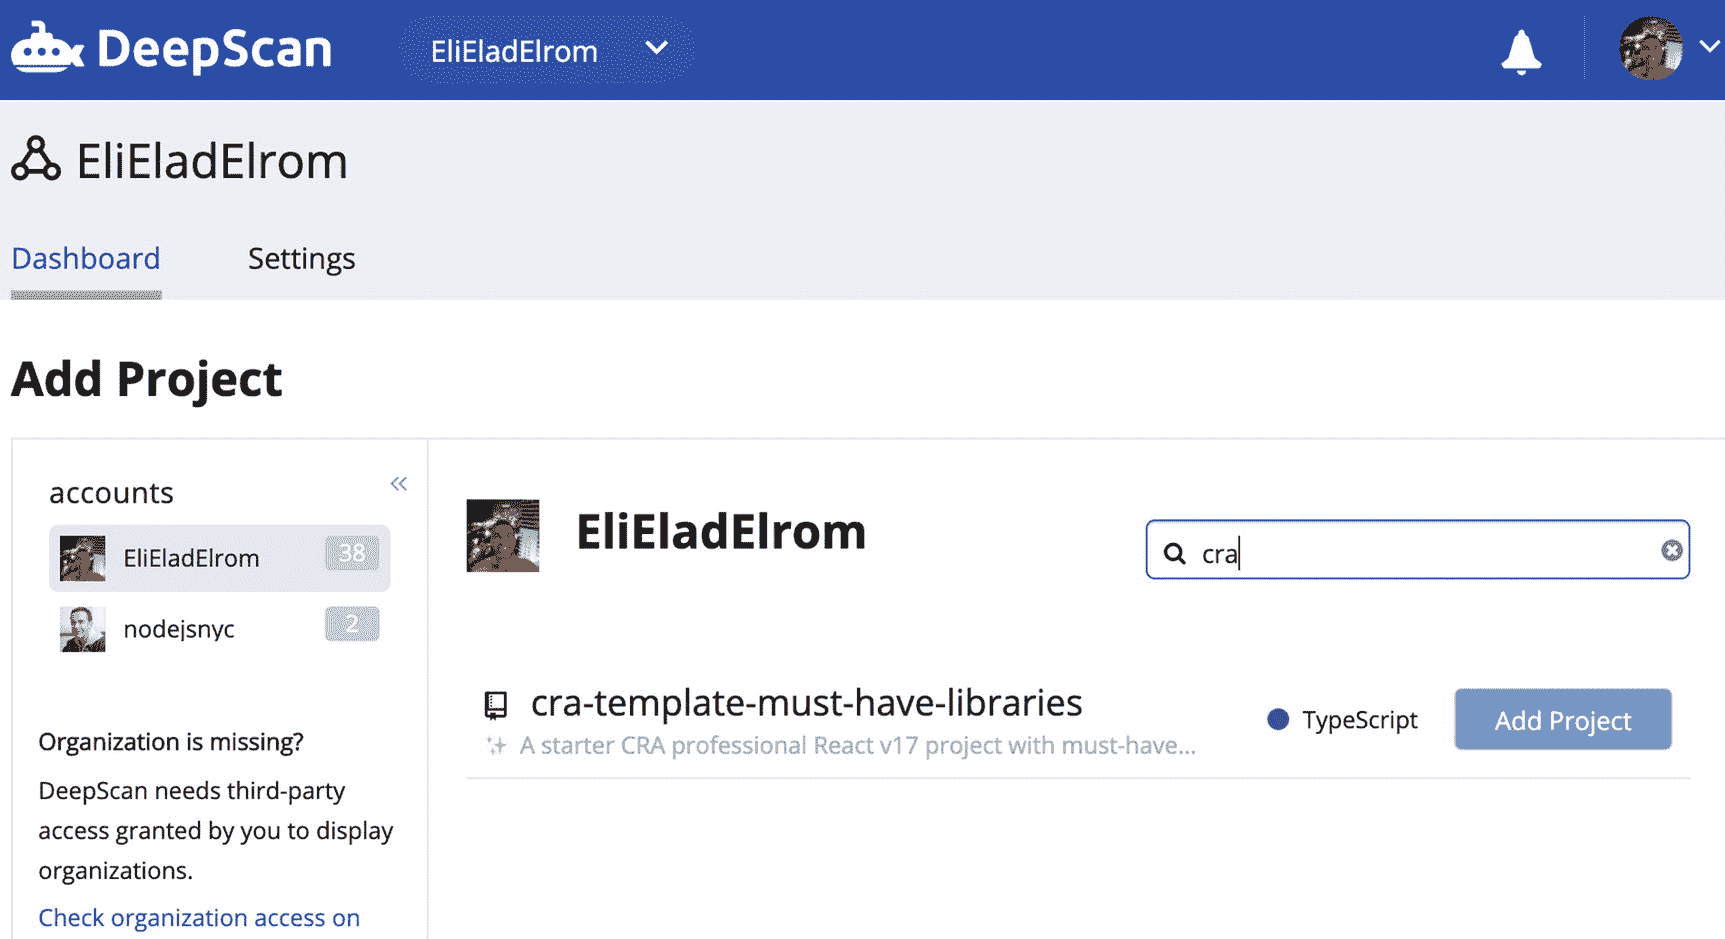 DeepScan
EliEladElrom
EliEladElrom
Dashboard
Settings
Add Project
accounts
EliEladElrom
38
nodejsnyc
2
Organization is missing?
DeepScan needs third-party
access granted by you to display
organizations.
Check organization access on
EliEladElrom
cra
cra-template-must-have-libraries
A starter CRA professional React v17 project with must-have...
TypeScript
Add Project